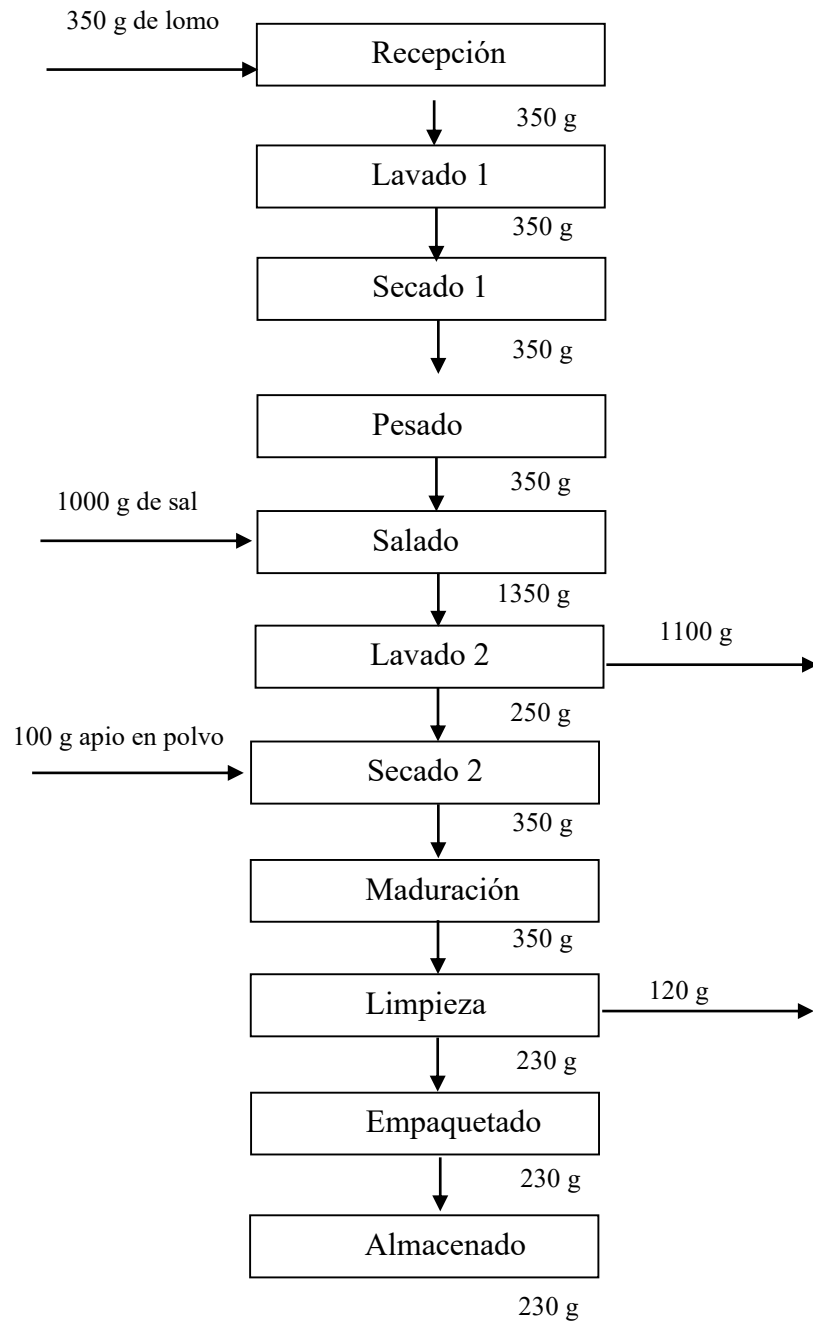 350 g de lomo
Recepción
350 g
Lavado 1
350 g
Secado 1
350 g
Pesado
350 g
1000 g de sal
Salado
1350 g
Lavado 2
1100 g
250 g
100 g apio en polvo
Secado 2
350 g
Maduración
350 g
Limpieza
120 g
230 g
Empaquetado
230 g
Almacenado
230 g